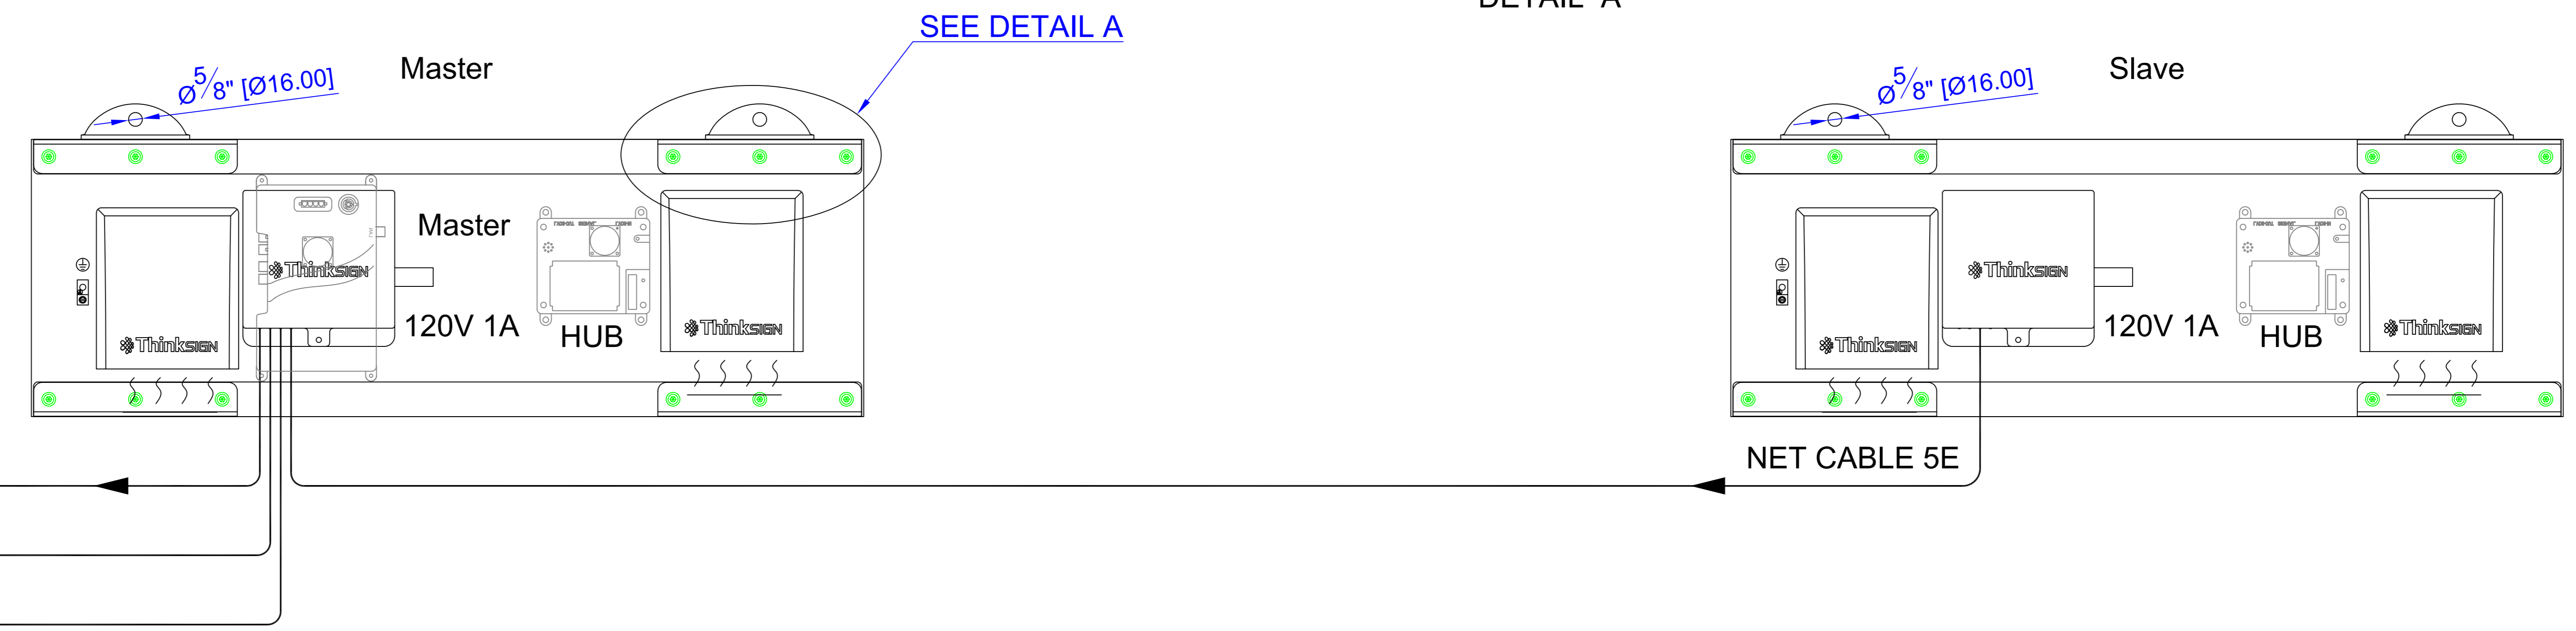 DETAIL A
SEE DETAIL A
Master
Slave
Ø5/8" [Ø16.00]
Ø5/8" [Ø16.00]
Master
ThinkSIGN
120V 1A
HUB
ThinkSIGN
ThinkSIGN
ThinkSIGN
120V 1A
HUB
ThinkSIGN
ThinkSIGN
NET CABLE 5E